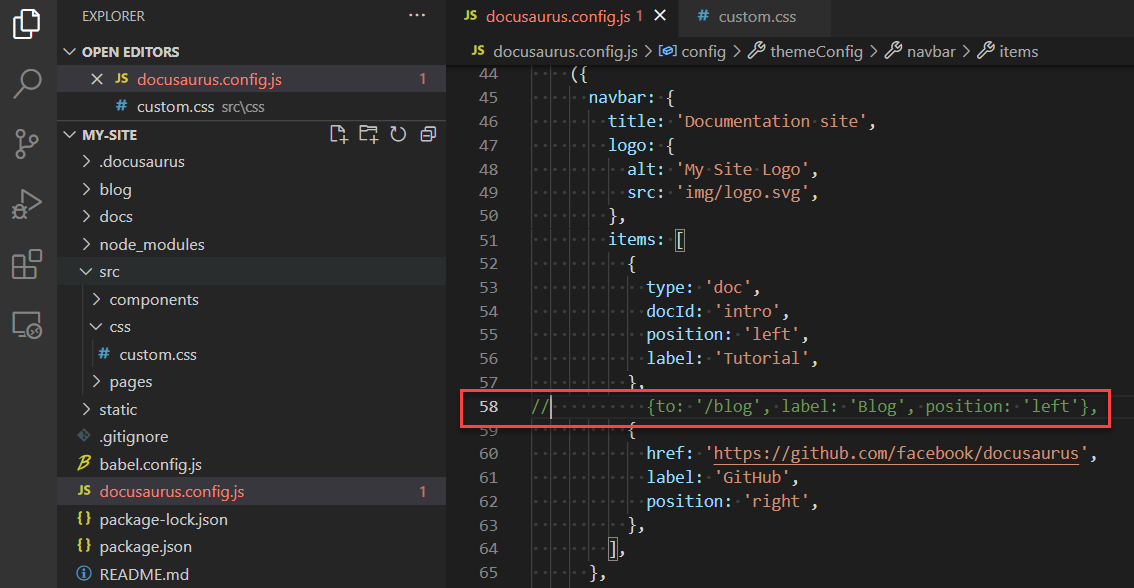 EXPLORER
OPEN EDITORS
JS docusaurus.config.js 1
# custom.css src\css
MY-SITE
.docusaurus
blog
docs
node_modules
src
components
css
# custom.css
pages
static
.gitignore
babel.config.js
JS docusaurus.config.js 1
package-lock.json
package.json
README.md
JS docusaurus.config.js 1
# custom.css
JS docusaurus.config.js > config > themeConfig > navbar > items
44 ({
45 navbar: {
46 title: 'Documentation site',
47 logo: {
48 alt: 'My Site Logo',
49 src: 'img/logo.svg',
50 },
51 items: [
52 {
53 type: 'doc',
54 docId: 'intro',
55 position: 'left',
56 label: 'Tutorial',
57 },
58 // {to: '/blog', label: 'Blog', position: 'left'},
59 {
60 href: 'https://github.com/facebook/docusaurus',
61 label: 'GitHub',
62 position: 'right',
63 },
64 ],
65 },